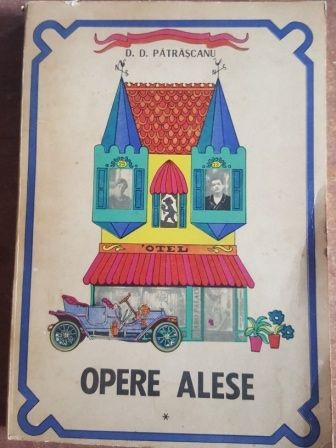 D. D. PĂTRĂȘCANU
N S N S
'OTEL
OPERE ALESE
*